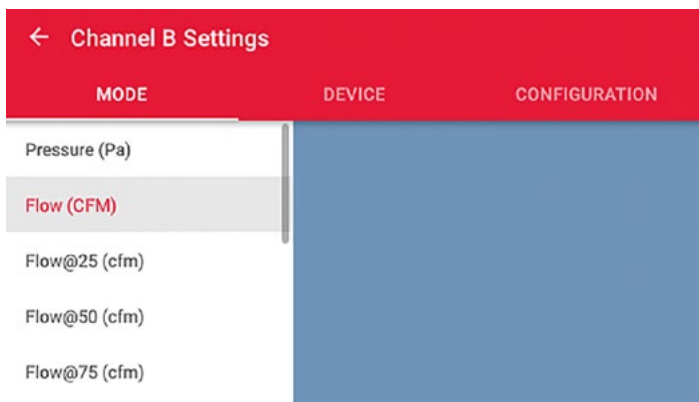 ← Channel B Settings
MODE DEVICE CONFIGURATION
Pressure (Pa)
Flow (CFM)
Flow@25 (cfm)
Flow@50 (cfm)
Flow@75 (cfm)